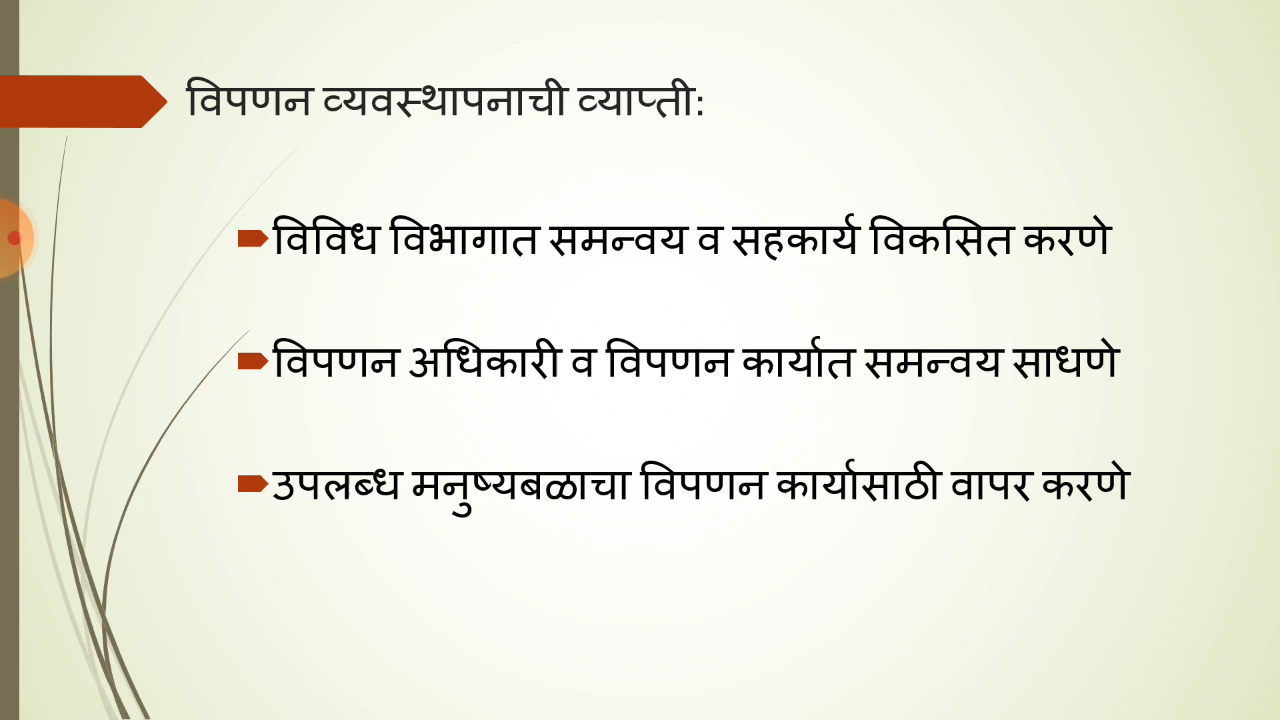 विपणन व्यवस्थापनाची व्याप्ती:
विविध विभागात समन्वय व सहकार्य विकसित करणे
विपणन अधिकारी व विपणन कार्यात समन्वय साधणे
उपलब्ध मनुष्यबळाचा विपणन कार्यासाठी वापर करणे